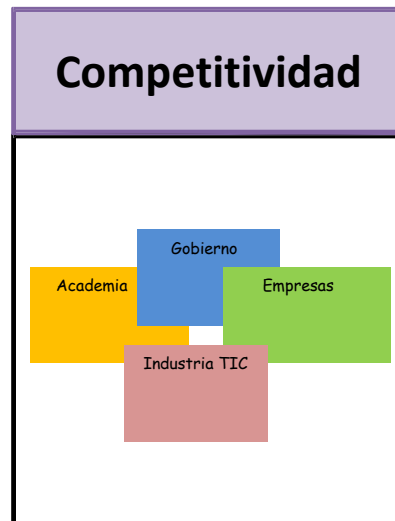 Competitividad
Gobierno
Academia
Empresas
Industria TIC